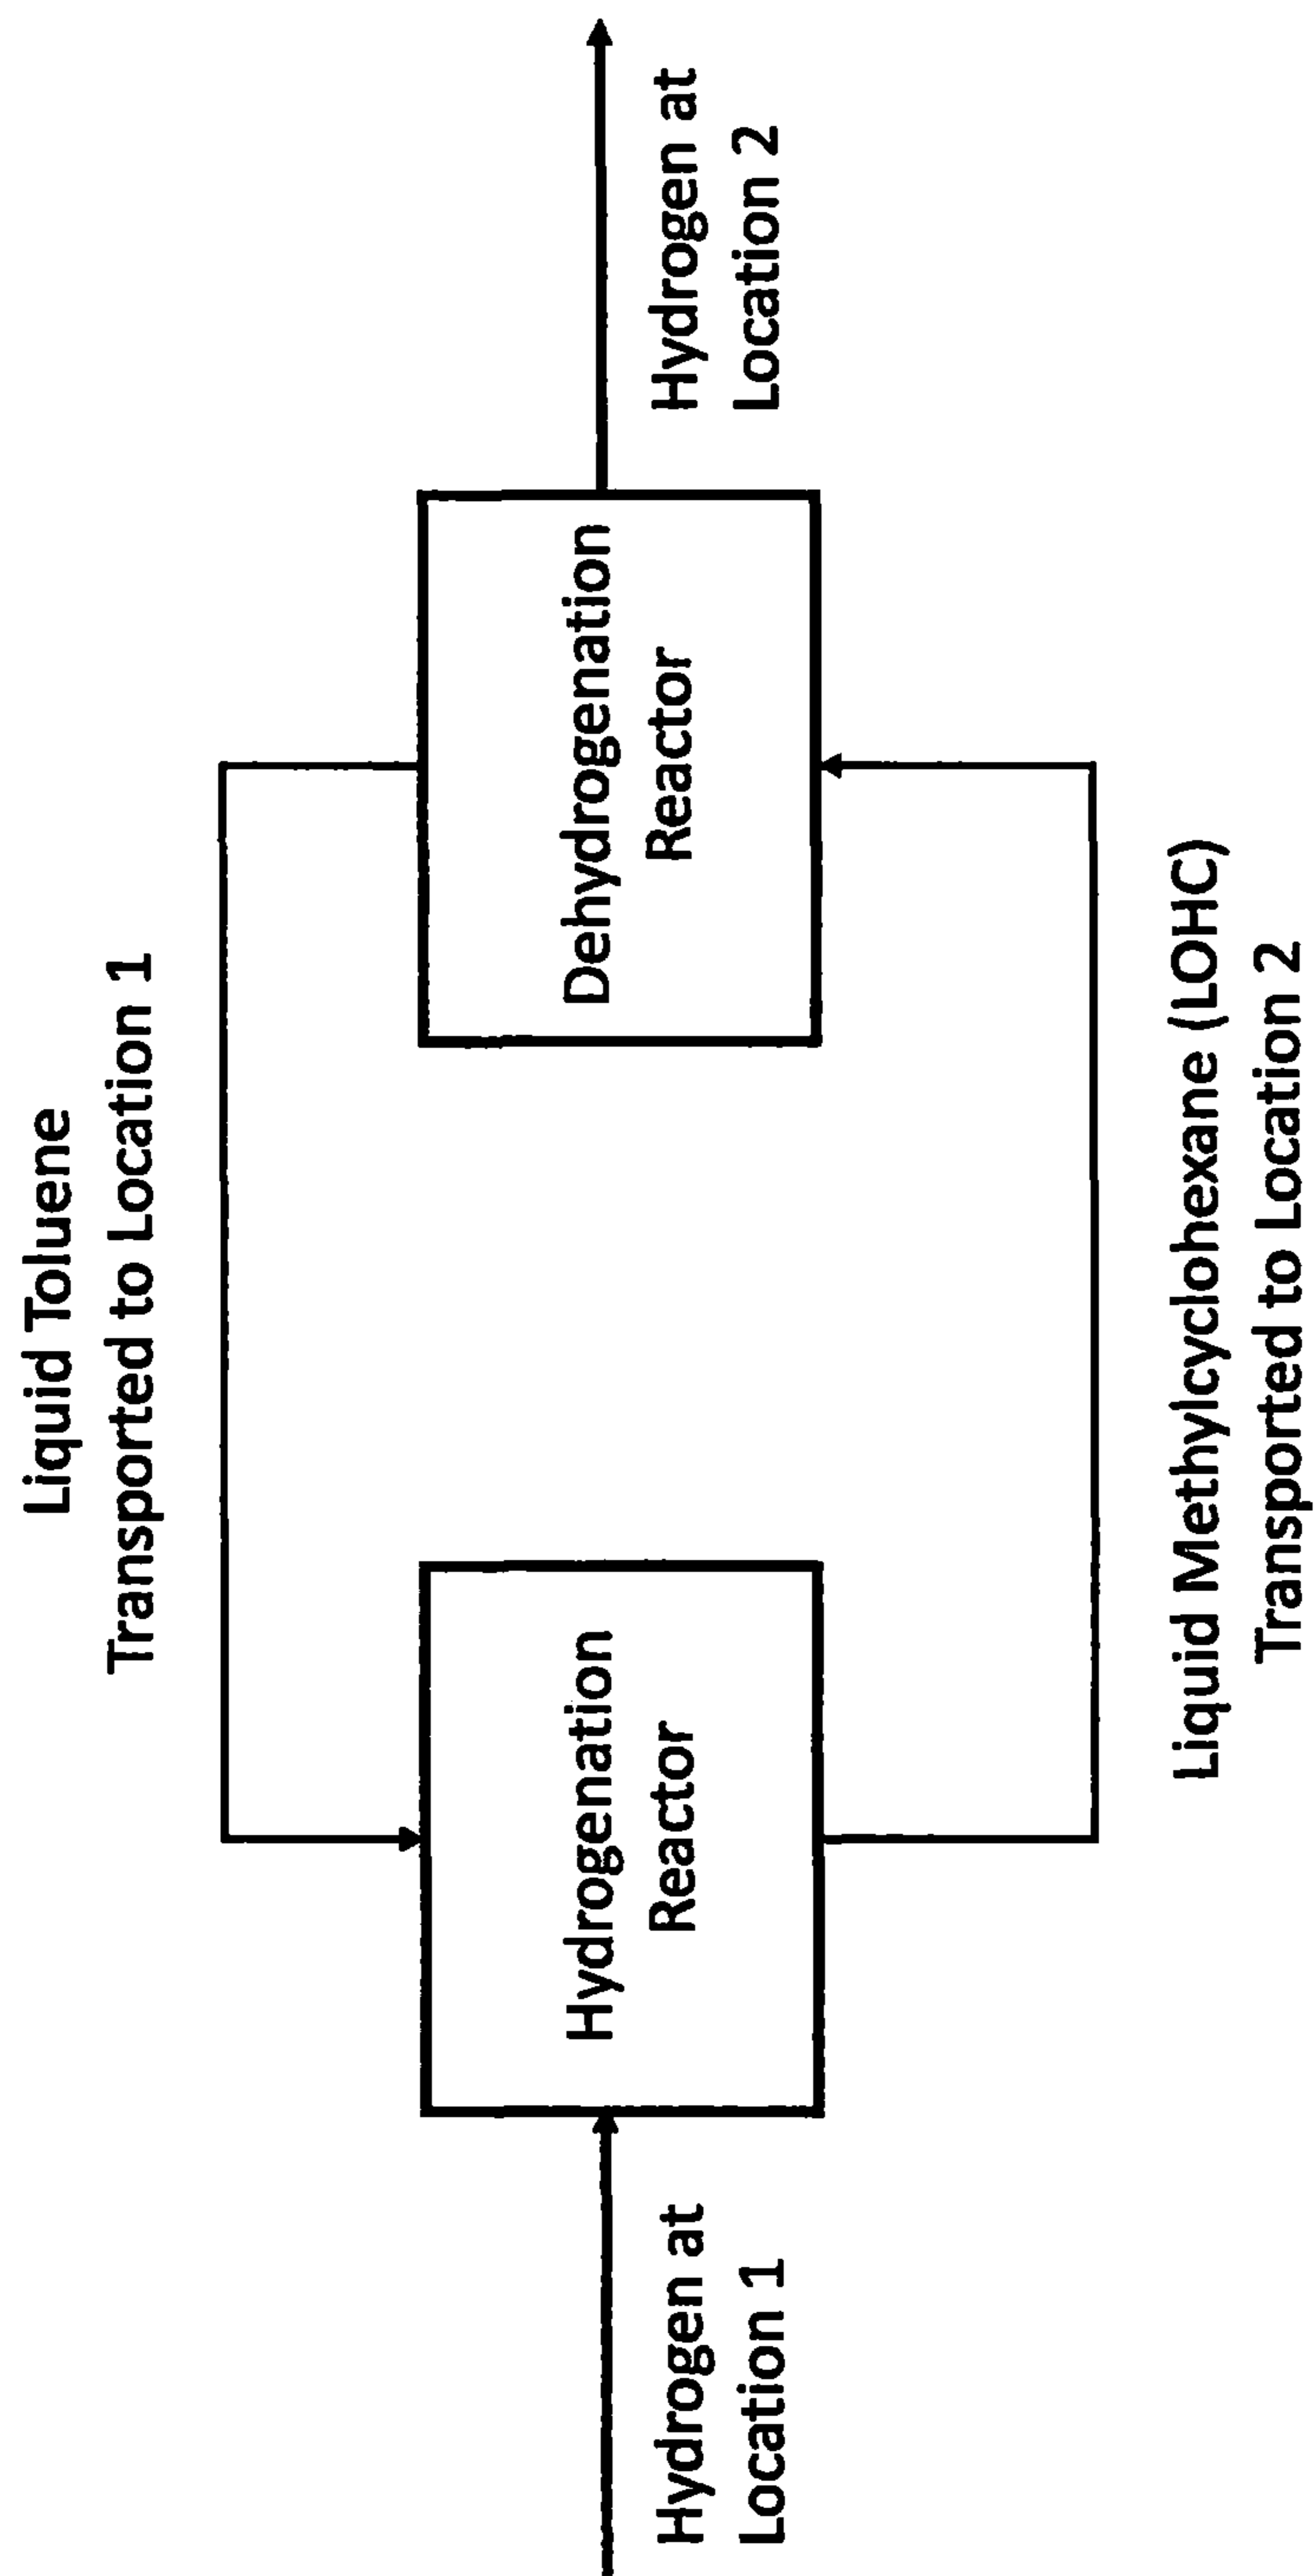 Liquid Toluene
Transported to Location 1
Hydrogen at
Location 1
Hydrogenation
Reactor
Dehydrogenation
Reactor
Hydrogen at
Location 2
Liquid Methylcyclohexane (LOHC)
Transported to Location 2